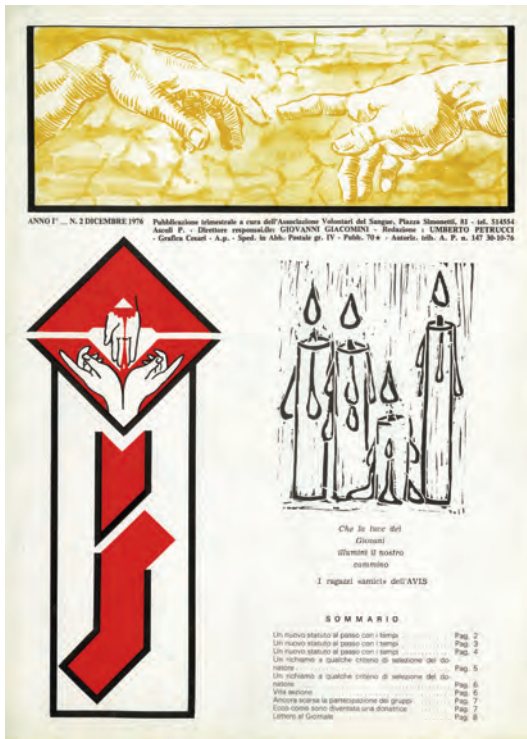 ANNO I° ... N. 2 DICEMBRE 1976 Pubblicazione trimestrale a cura dell'Associazione Volontari del Sangue, Piazza Simonetti, 81 - tel. 514554
Ascoli P. - Direttore responsal.ile: GIOVANNI GIACOMINI - Redazione : UMBERTO PETRUCCI
- Grafica Cesari - A.p. - Sped. in Abb. Postale gr. IV - Pubb. 70% - Autoriz. trib. A. P. n. 147 30-10-76
Che la luce dei
Giovani
illumini il nostro
cammino
I ragazzi «amici» dell'AVIS
SOMMARIO
Un nuovo statuto al passo con i tempi Pag. 2
Un nuovo statuto al passo con i tempi Pag. 3
Un nuovo statuto al passo con i tempi Pag. 4
Un richiamo a qualche criterio di selezione del do-
natore Pag. 5
Un richiamo a qualche criterio di selezione del do-
natore Pag. 6
Vita sezione Pag. 6
Ancora scarsa la partecipazione dei gruppi Pag. 7
Ecco come sono diventata una donatrice Pag. 7
Lettere al Giornale Pag. 8